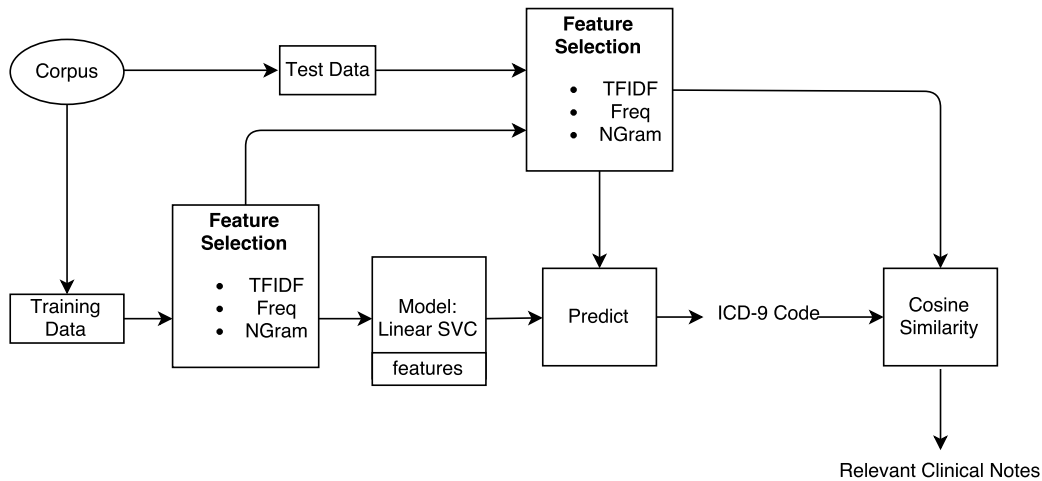 Corpus
Test Data
Feature
Selection
• TFIDF
• Freq
• NGram
Feature
Selection
• TFIDF
• Freq
• NGram
Training
Data
Model:
Linear SVC
features
Predict
ICD-9 Code
Cosine
Similarity
Relevant Clinical Notes